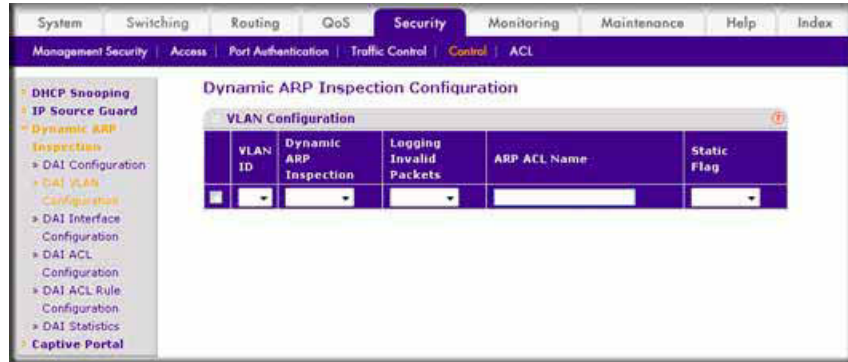 System Switching Routing QoS Security Monitoring Maintenance Help Index
Management Security | Access | Port Authentication | Traffic Control | Control | ACL
DHCP Snooping
IP Source Guard
Dynamic ARP
Inspection
» DAI Configuration
» DAI VLAN
Configuration
» DAI Interface
Configuration
» DAI ACL
Configuration
» DAI ACL Rule
Configuration
» DAI Statistics
Captive Portal
Dynamic ARP Inspection Configuration
VLAN Configuration
VLAN
ID
Dynamic
ARP
Inspection
Logging
Invalid
Packets
ARP ACL Name
Static
Flag